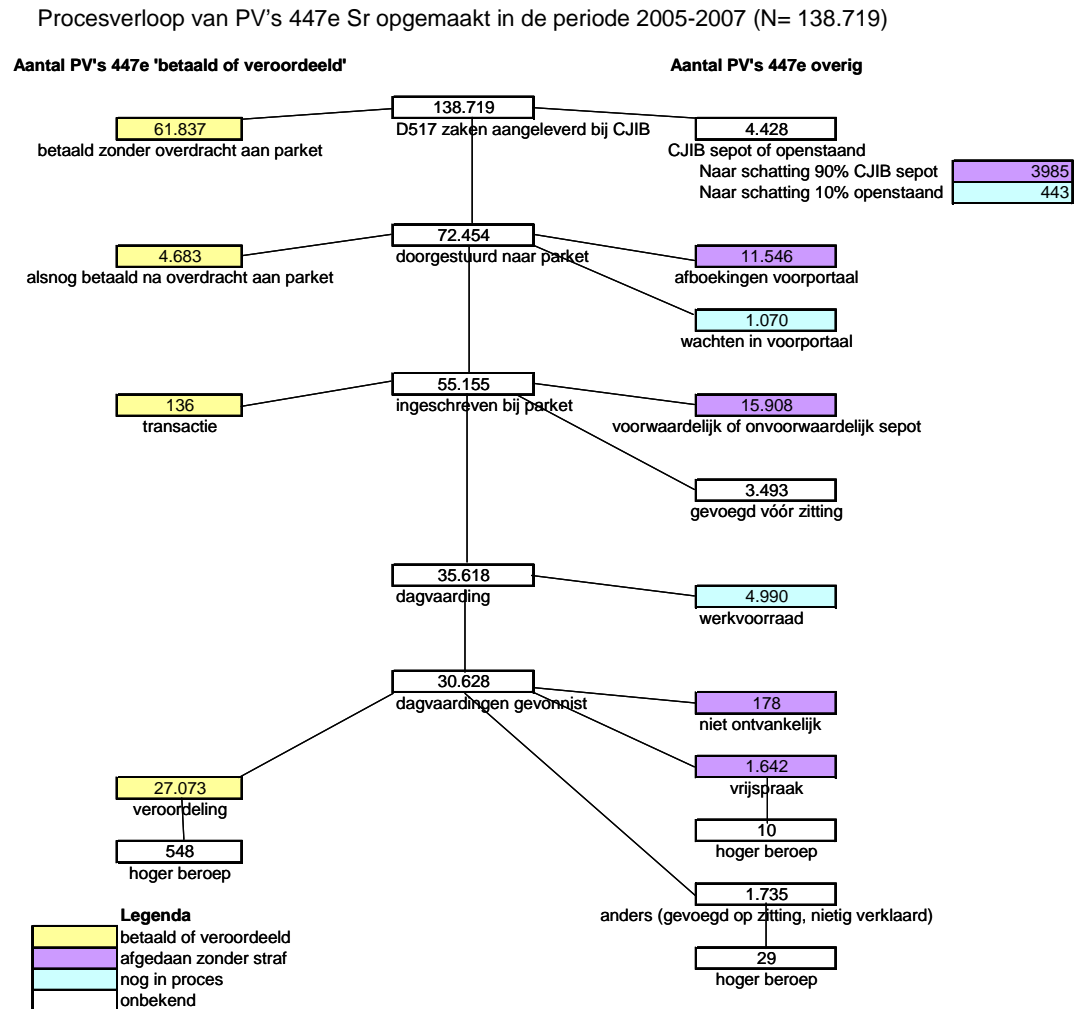 Procesverloop van PV's 447e Sr opgemaakt in de periode 2005-2007 (N= 138.719)
Aantal PV's 447e 'betaald of veroordeeld'
Aantal PV's 447e overig
138.719
D517 zaken aangeleverd bij CJIB
61.837
betaald zonder overdracht aan parket
4.428
CJIB sepot of openstaand
Naar schatting 90% CJIB sepot 3985
Naar schatting 10% openstaand 443
72.454
doorgestuurd naar parket
4.683
alsnog betaald na overdracht aan parket
11.546
afboekingen voorportaal
1.070
wachten in voorportaal
55.155
ingeschreven bij parket
136
transactie
15.908
voorwaardelijk of onvoorwaardelijk sepot
3.493
gevoegd vóór zitting
35.618
dagvaarding
4.990
werkvoorraad
30.628
dagvaardingen gevonnist
178
niet ontvankelijk
27.073
veroordeling
1.642
vrijspraak
548
hoger beroep
10
hoger beroep
1.735
anders (gevoegd op zitting, nietig verklaard)
29
hoger beroep
Legenda
betaald of veroordeeld
afgedaan zonder straf
nog in proces
onbekend